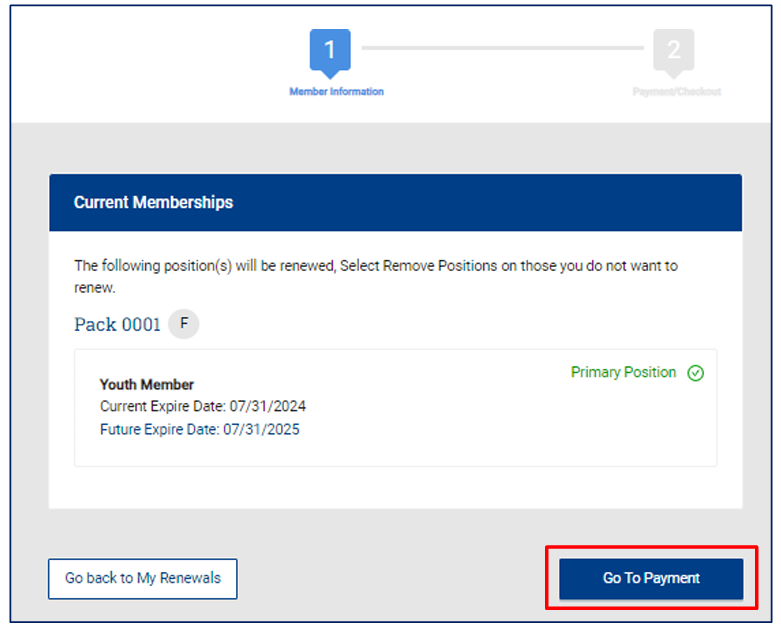 1
2
Member Information
Payment/Checkout
Current Memberships
The following position(s) will be renewed, Select Remove Positions on those you do not want to
renew.
Pack 0001 F
Primary Position
Youth Member
Current Expire Date: 07/31/2024
Future Expire Date: 07/31/2025
Go back to My Renewals
Go To Payment